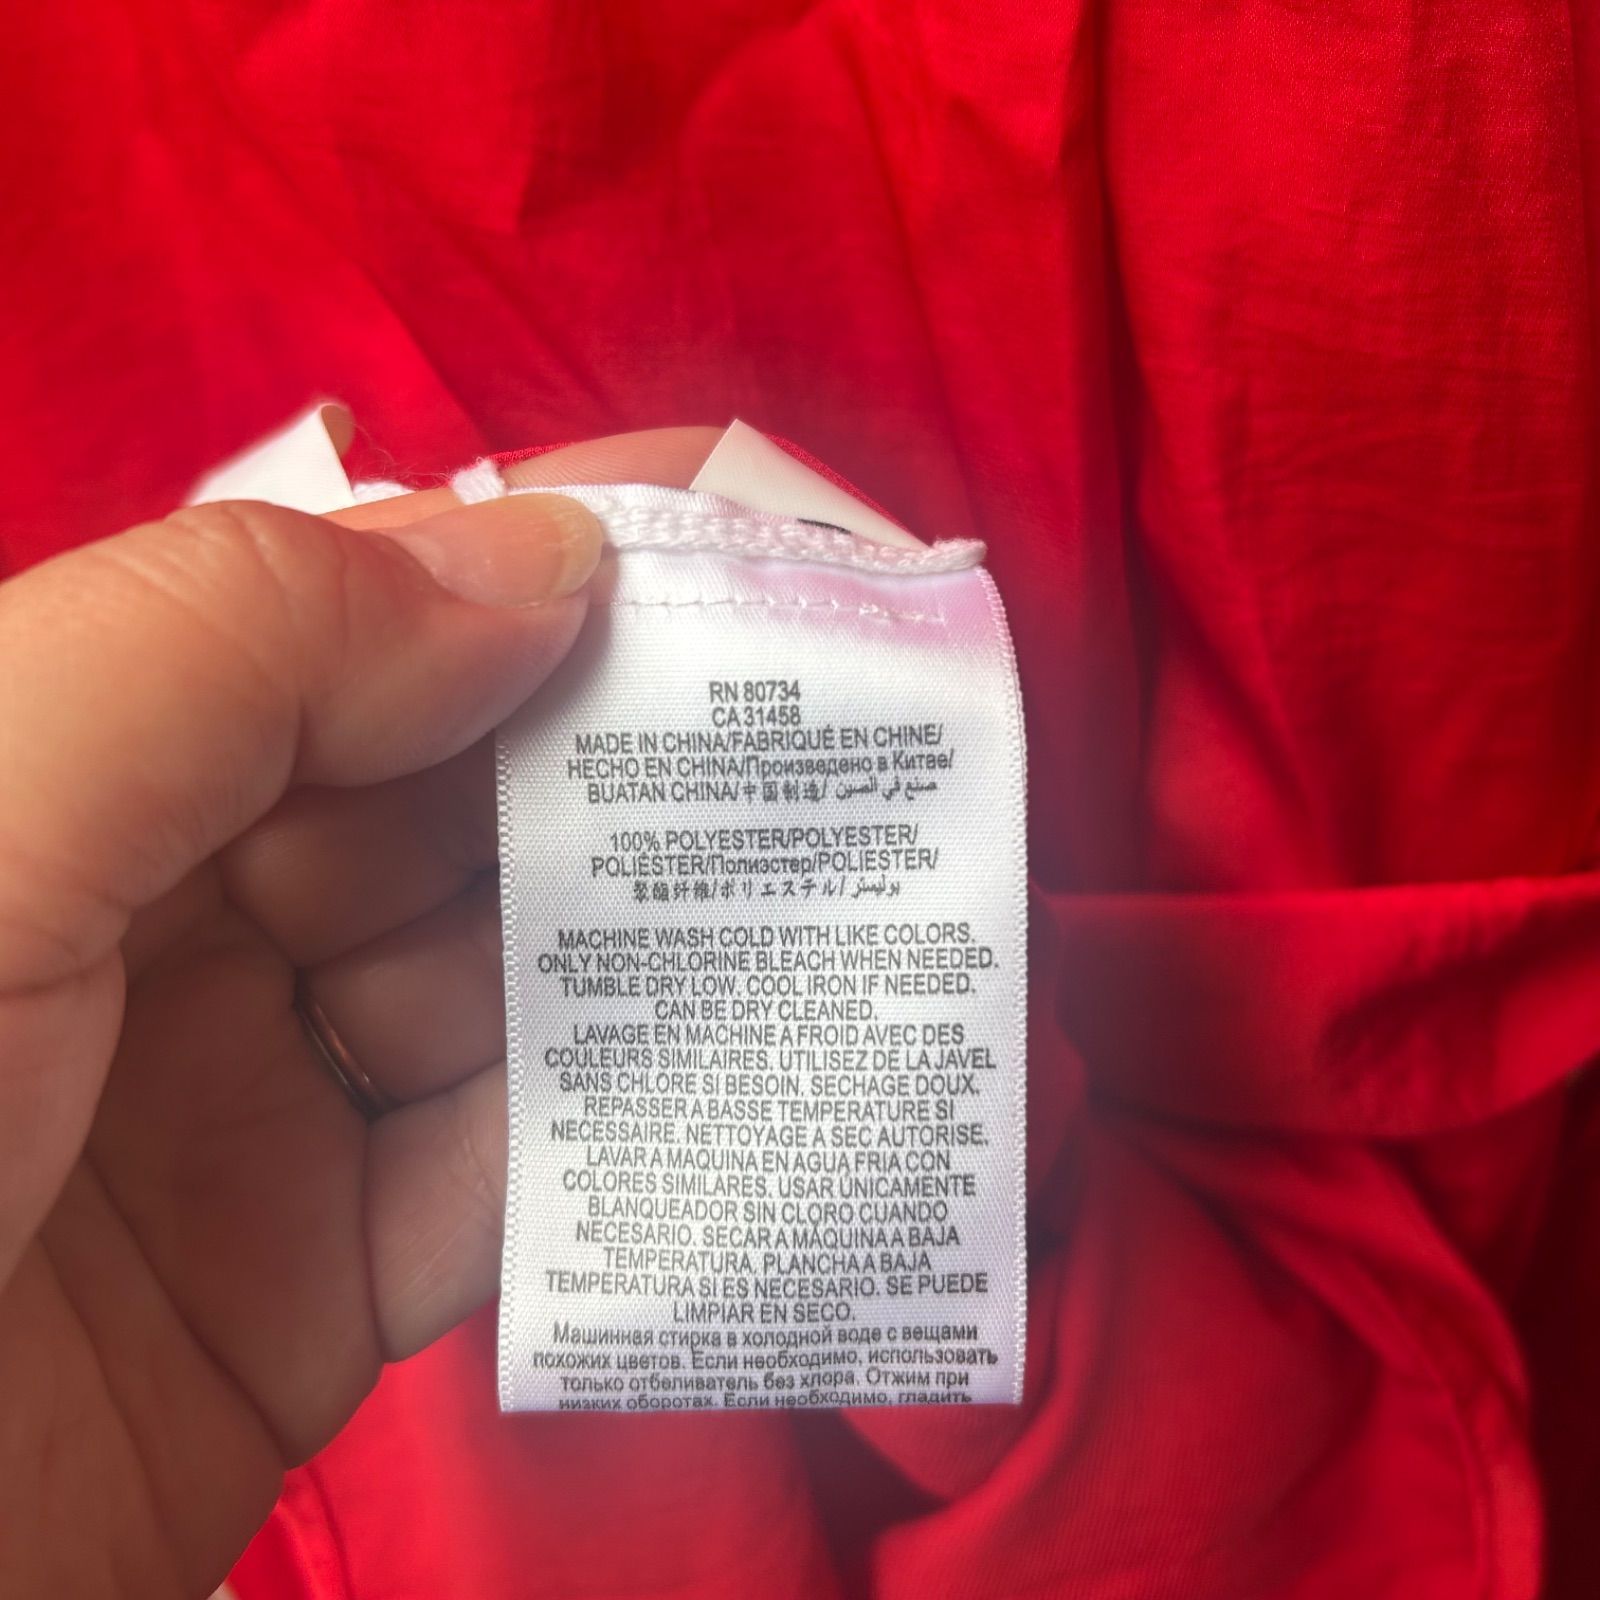 RN 80734
CA 31458
MADE IN CHINA/FABRIQUÉ EN CHINE/
HECHO EN CHINA/Произведено в Китае/
BUATAN CHINA/中国制造/ صنع في الصين
100% POLYESTER/POLYESTER/
POLIÉSTER/Полиэстер/POLIESTER/
聚酯纤维/ポリエステル/ بوليستر
MACHINE WASH COLD WITH LIKE COLORS.
ONLY NON-CHLORINE BLEACH WHEN NEEDED.
TUMBLE DRY LOW. COOL IRON IF NEEDED.
CAN BE DRY CLEANED.
LAVAGE EN MACHINE A FROID AVEC DES
COULEURS SIMILAIRES. UTILISEZ DE LA JAVEL
SANS CHLORE SI BESOIN. SECHAGE DOUX.
REPASSER A BASSE TEMPERATURE SI
NECESSAIRE. NETTOYAGE A SEC AUTORISE.
LAVAR A MAQUINA EN AGUA FRIA CON
COLORES SIMILARES. USAR ÚNICAMENTE
BLANQUEADOR SIN CLORO CUANDO
NECESARIO. SECAR A MÁQUINA A BAJA
TEMPERATURA. PLANCHA A BAJA
TEMPERATURA SI ES NECESARIO. SE PUEDE
LIMPIAR EN SECO.
Машинная стирка в холодной воде с вещами
похожих цветов. Если необходимо, использовать
только отбеливатель без хлора. Отжим при
низких оборотах. Если необходимо, гладить